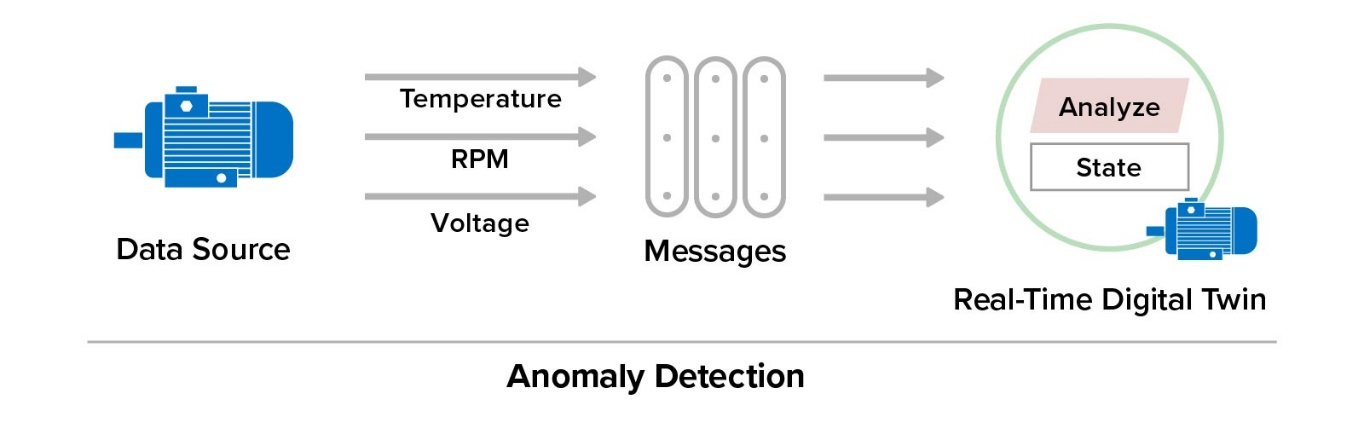 Temperature
RPM
Voltage
Data Source
Messages
Analyze
State
Real-Time Digital Twin
Anomaly Detection